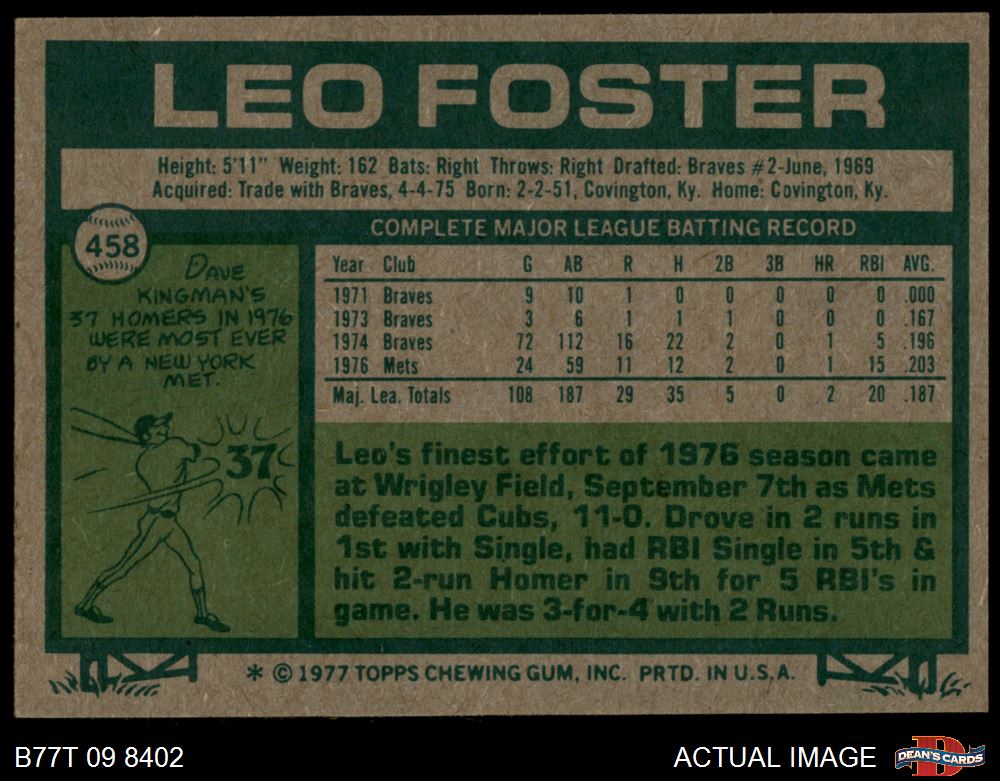 LEO FOSTER
Height: 5'11" Weight: 162 Bats: Right Throws: Right Drafted: Braves #2-June, 1969
Acquired: Trade with Braves, 4-4-75 Born: 2-2-51, Covington, Ky. Home: Covington, Ky.
458
DAVE
KINGMAN'S
37 HOMERS IN 1976
WERE MOST EVER
BY A NEW YORK
MET.
37
COMPLETE MAJOR LEAGUE BATTING RECORD
Year Club G AB R H 2B 3B HR RBI AVG.
1971 Braves 9 10 1 0 0 0 0 0 .000
1973 Braves 3 6 1 1 1 0 0 0 .167
1974 Braves 72 112 16 22 2 0 1 5 .196
1976 Mets 24 59 11 12 2 0 1 15 .203
Maj. Lea. Totals 108 187 29 35 5 0 2 20 .187
Leo's finest effort of 1976 season came
at Wrigley Field, September 7th as Mets
defeated Cubs, 11-0. Drove in 2 runs in
1st with Single, had RBI Single in 5th &
hit 2-run Homer in 9th for 5 RBI's in
game. He was 3-for-4 with 2 Runs.
* © 1977 TOPPS CHEWING GUM, INC. PRTD. IN U.S.A.
B77T 09 8402
ACTUAL IMAGE
D
DEAN'S CARDS